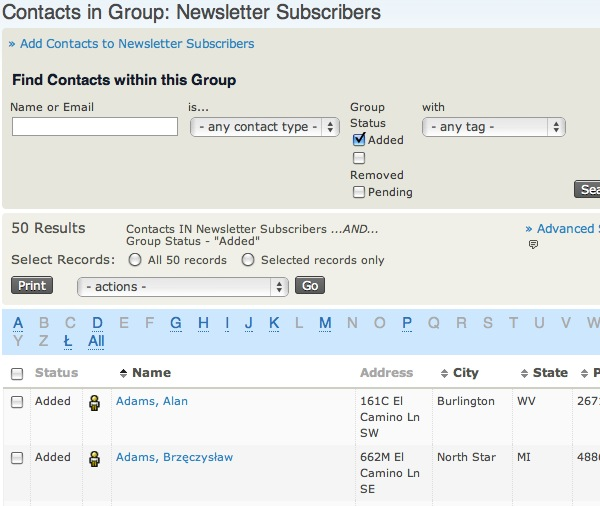 Contacts in Group: Newsletter Subscribers
» Add Contacts to Newsletter Subscribers
Find Contacts within this Group
Name or Email is... Group Status with
- any contact type - Added - any tag -
Removed
Pending
Sea
50 Results Contacts IN Newsletter Subscribers ...AND... » Advanced S
Group Status - "Added"
Select Records: All 50 records Selected records only
Print - actions - Go
A B C D E F G H I J K L M N O P Q R S T U V W
Y Z Ł All
Status Name Address City State P
Added Adams, Alan 161C El Burlington WV 2671
Camino Ln
SW
Added Adams, Brzęczysław 662M El North Star MI 4886
Camino Ln
SE